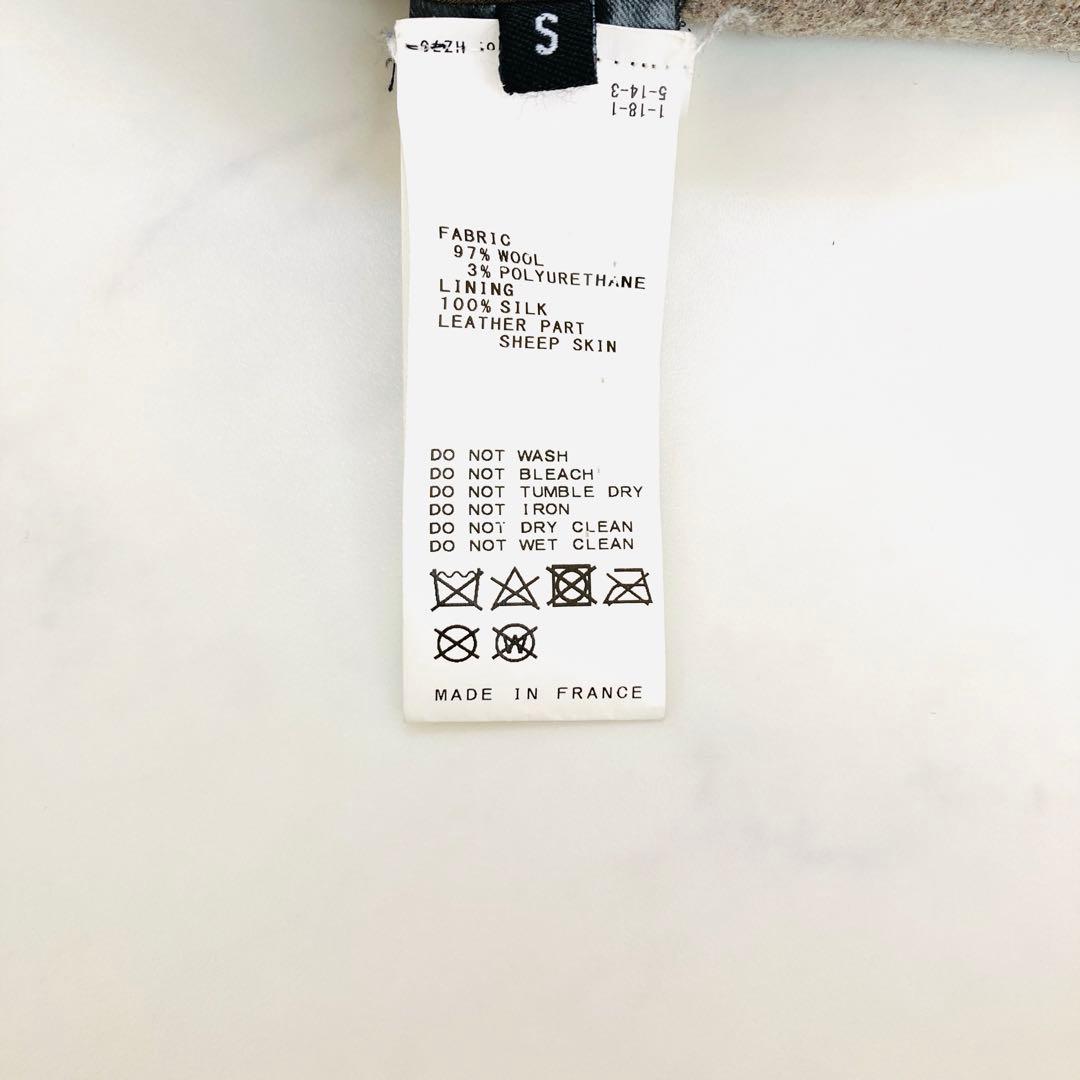 S
1-18-1
5-14-3
FABRIC
97% WOOL
3% POLYURETHANE
LINING
100% SILK
LEATHER PART
SHEEP SKIN
DO NOT WASH
DO NOT BLEACH
DO NOT TUMBLE DRY
DO NOT IRON
DO NOT DRY CLEAN
DO NOT WET CLEAN
W
MADE IN FRANCE